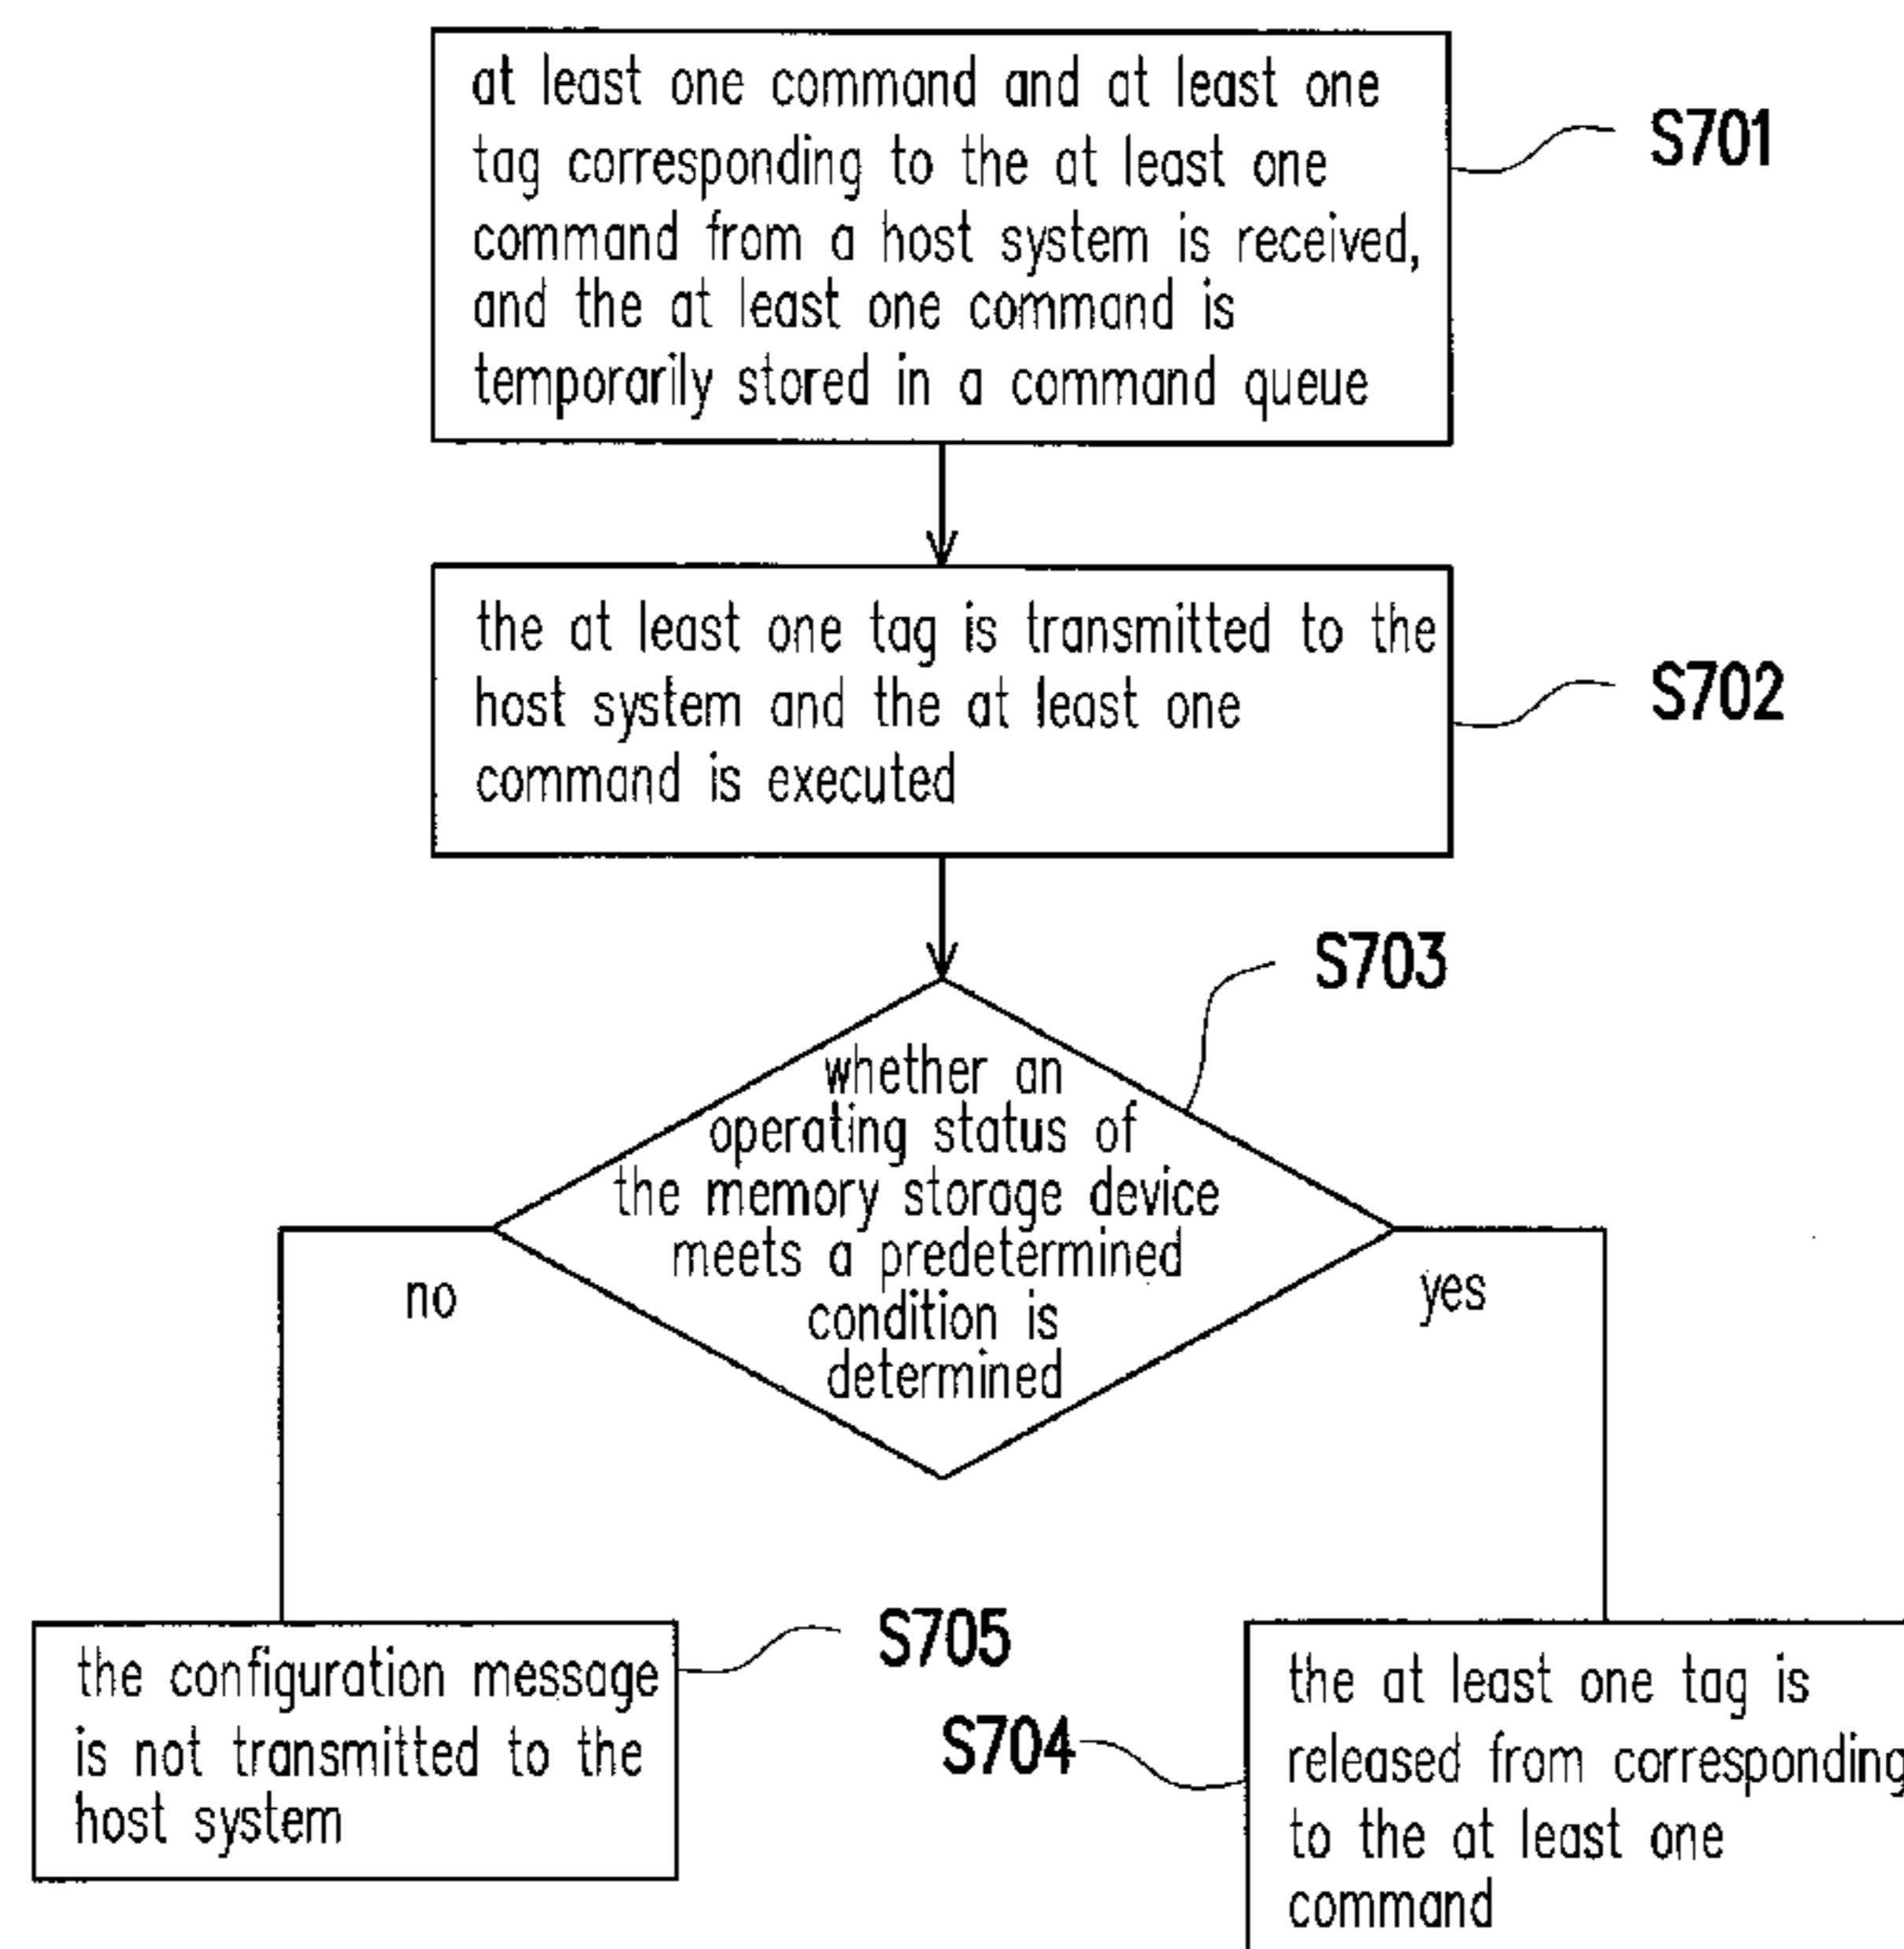 at least one command and at least one
tag corresponding to the at least one
command from a host system is received,
and the at least one command is
temporarily stored in a command queue
S701
the at least one tag is transmitted to the
host system and the at least one
command is executed
S702
S703
whether an
operating status of
the memory storage device
meets a predetermined
condition is
determined
no
yes
the configuration message
is not transmitted to the
host system
S705
S704
the at least one tag is
released from corresponding
to the at least one
command